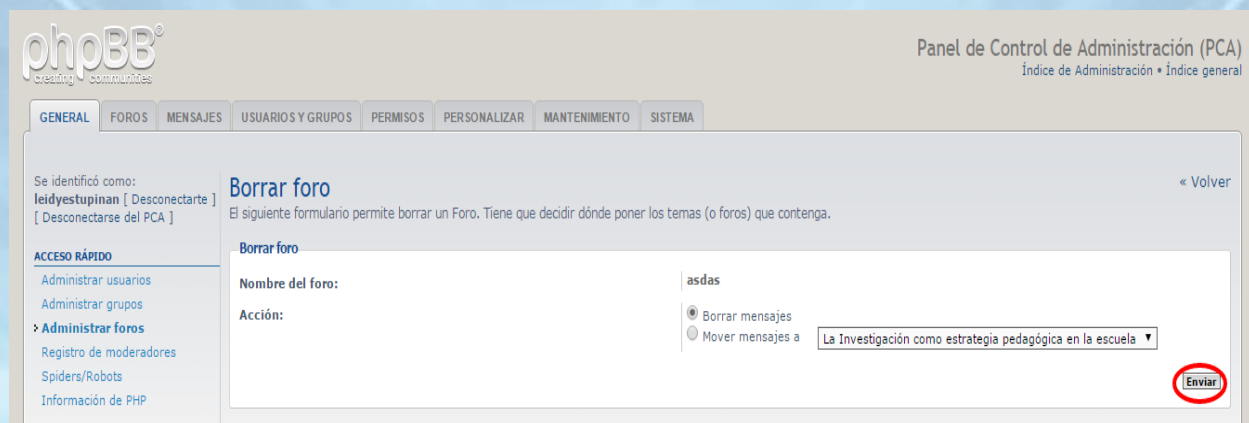 phpBB®
creating communities
Panel de Control de Administración (PCA)
Índice de Administración • Índice general
GENERAL FOROS MENSAJES USUARIOS Y GRUPOS PERMISOS PERSONALIZAR MANTENIMIENTO SISTEMA
Se identificó como:
leidyestupinan [ Desconectarte ]
[ Desconectarse del PCA ]
ACCESO RÁPIDO
Administrar usuarios
Administrar grupos
Administrar foros
Registro de moderadores
Spiders/Robots
Información de PHP
« Volver
Borrar foro
El siguiente formulario permite borrar un Foro. Tiene que decidir dónde poner los temas (o foros) que contenga.
Borrar foro
Nombre del foro: asdas
Acción: Borrar mensajes
Mover mensajes a La Investigación como estrategia pedagógica en la escuela
Enviar